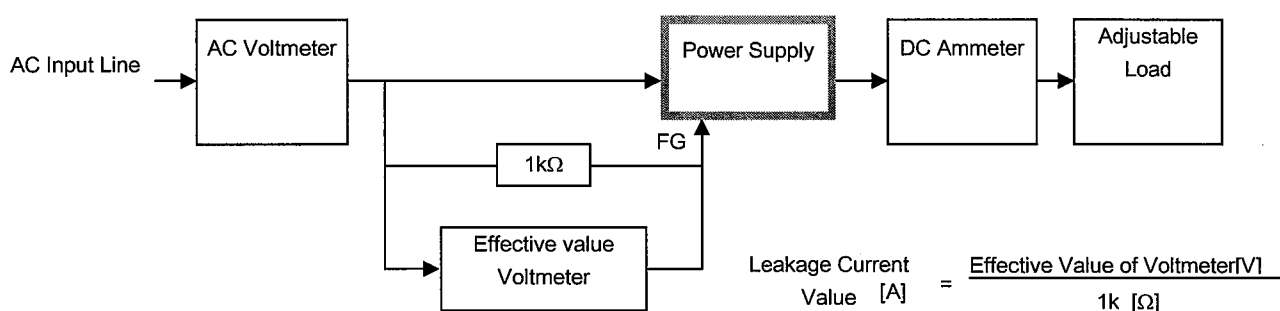 AC Input Line
AC Voltmeter
Power Supply
DC Ammeter
Adjustable
Load
FG
1kΩ
Effective value
Voltmeter
Leakage Current
Value [A]
=
Effective Value of Voltmeter[V]
1k [Ω]